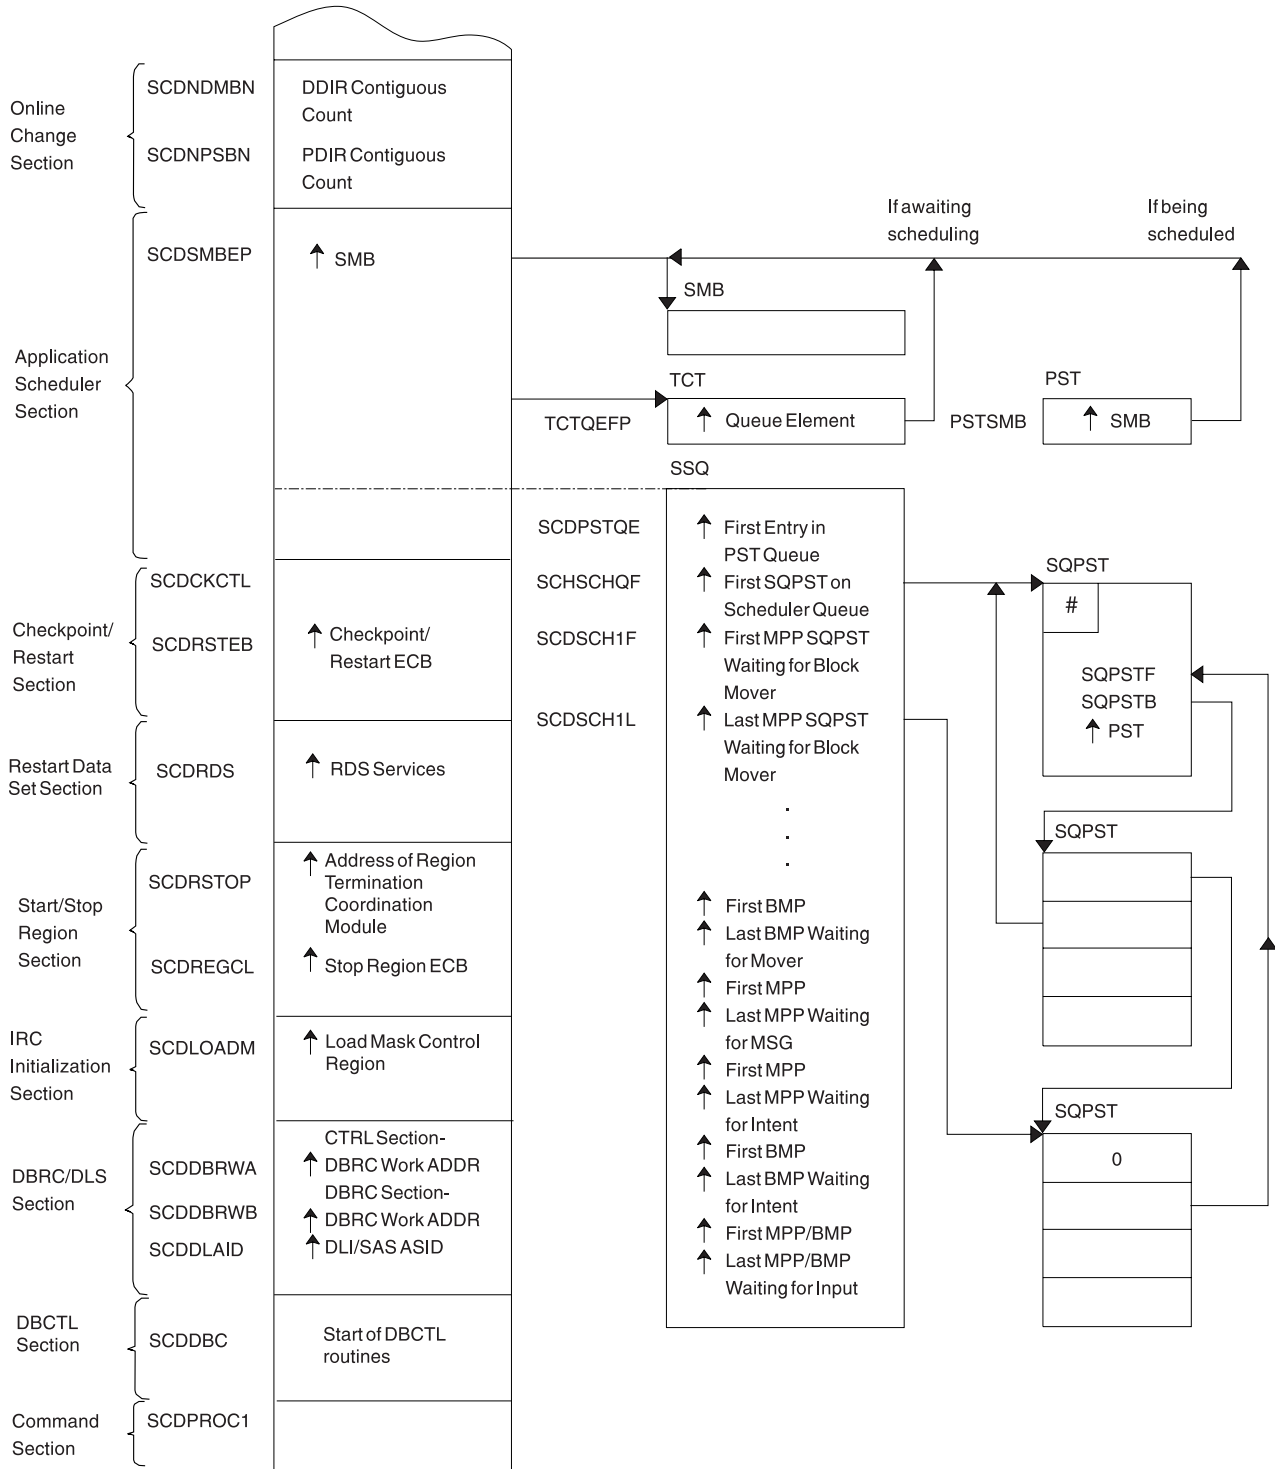 Online
Change
Section
SCDNDMBN
DDIR Contiguous
Count
SCDNPSBN
PDIR Contiguous
Count
Application
Scheduler
Section
SCDSMBEP
↑ SMB
If awaiting
scheduling
If being
scheduled
SMB
TCT
TCTQEFP
↑ Queue Element
PST
PSTSMB
↑ SMB
SSQ
SCDPSTQE
↑ First Entry in
PST Queue
SCHSCHQF
↑ First SQPST on
Scheduler Queue
SCDSCH1F
↑ First MPP SQPST
Waiting for Block
Mover
SCDSCH1L
↑ Last MPP SQPST
Waiting for Block
Mover
.
.
.
↑ First BMP
↑ Last BMP Waiting
for Mover
↑ First MPP
↑ Last MPP Waiting
for MSG
↑ First MPP
↑ Last MPP Waiting
for Intent
↑ First BMP
↑ Last BMP Waiting
for Intent
↑ First MPP/BMP
↑ Last MPP/BMP
Waiting for Input
SQPST
#
SQPSTF
SQPSTB
↑ PST
SQPST
SQPST
0
Checkpoint/
Restart
Section
SCDCKCTL
SCDRSTEB
↑ Checkpoint/
Restart ECB
Restart Data
Set Section
SCDRDS
↑ RDS Services
Start/Stop
Region
Section
SCDRSTOP
↑ Address of Region
Termination
Coordination
Module
SCDREGCL
↑ Stop Region ECB
IRC
Initialization
Section
SCDLOADM
↑ Load Mask Control
Region
DBRC/DLS
Section
CTRL Section-
SCDDBRWA
↑ DBRC Work ADDR
DBRC Section-
SCDDBRWB
↑ DBRC Work ADDR
SCDDLAID
↑ DLI/SAS ASID
DBCTL
Section
SCDDBC
Start of DBCTL
routines
Command
Section
SCDPROC1